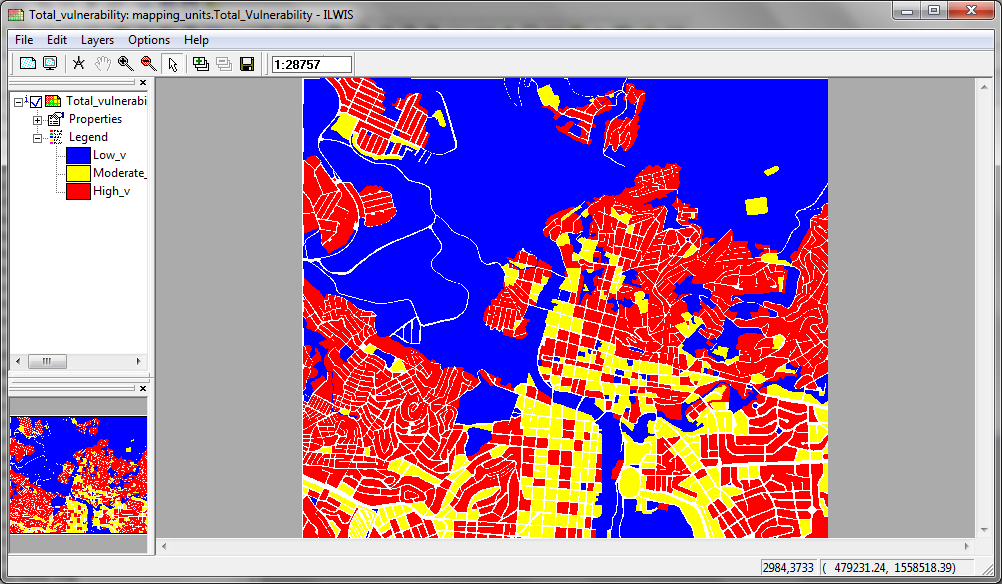 Total_vulnerability: mapping_units.Total_Vulnerability - ILWIS
File Edit Layers Options Help
1:28757
Total_vulnerabi
Properties
Legend
Low_v
Moderate_
High_v
2984,3733 ( 479231.24, 1558518.39)